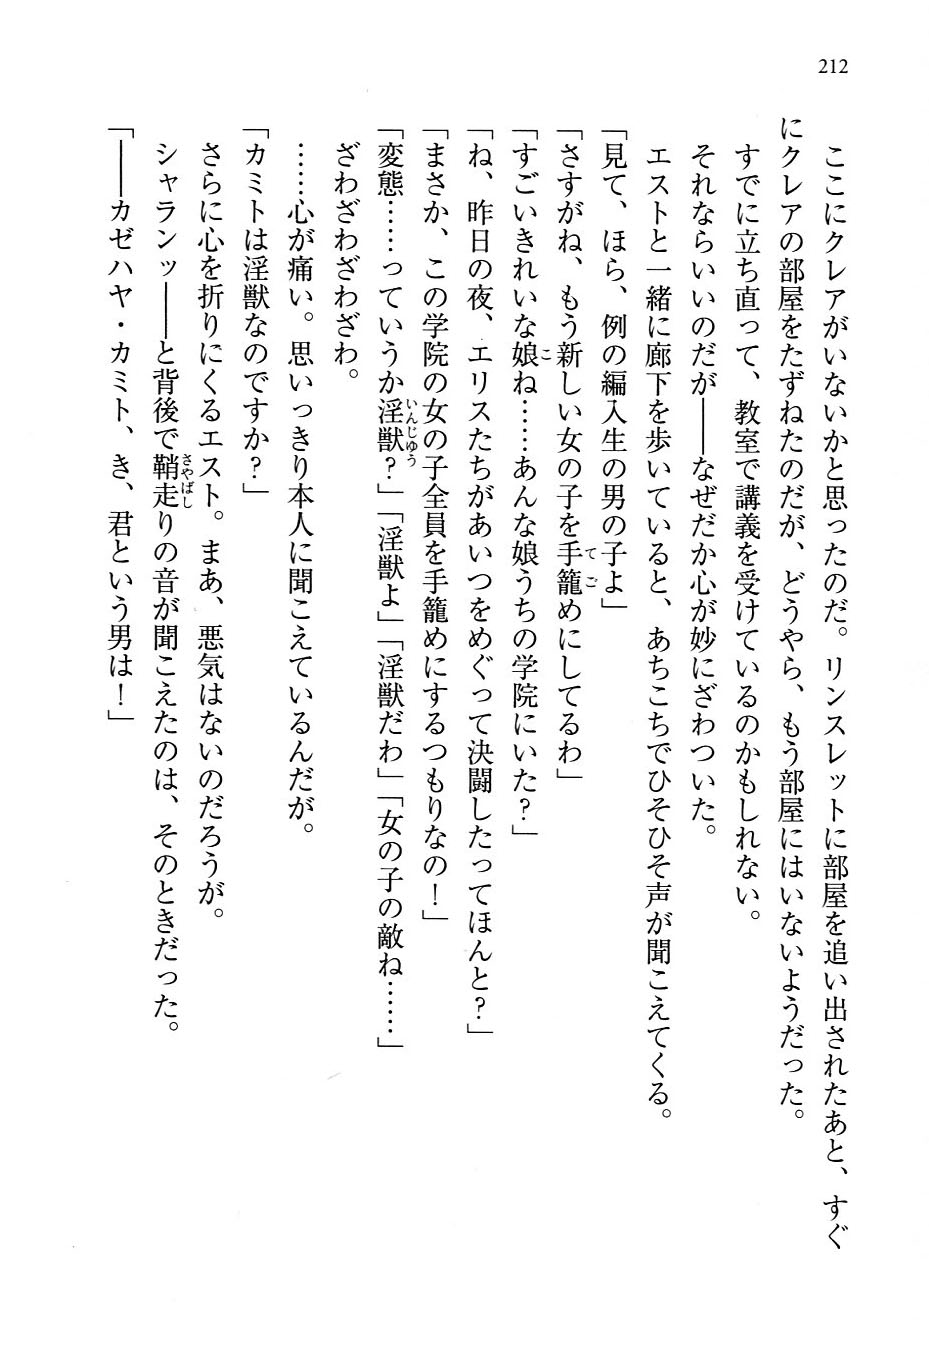 212
ここにクレアがいないかと思ったのだ。リンスレットに部屋を追い出されたあと、すぐ
にクレアの部屋をたずねたのだが、どうやら、もう部屋にはいないようだった。
すでに立ち直って、教室で講義を受けているのかもしれない。
それならいいのだが――なぜだか心が妙にざわついた。
エストと一緒に廊下を歩いていると、あちこちでひそひそ声が聞こえてくる。
「見て、ほら、例の編入生の男の子よ」
「さすがね、もう新しい女の子を手籠めにしてるわ」
「すごいきれいな娘ね……あんな娘うちの学院にいた？」
「ね、昨日の夜、エリスたちがあいつをめぐって決闘したってほんと？」
「まさか、この学院の女の子全員を手籠めにするつもりなの！」
「変態……っていうか淫獣？」「淫獣よ」「淫獣だわ」「女の子の敵ね……」
ざわざわざわざわ。
……心が痛い。思いっきり本人に聞こえているんだが。
「カミトは淫獣なのですか？」
さらに心を折りにくるエスト。まあ、悪気はないのだろうが。
シャランッ――と背後で鞘走りの音が聞こえたのは、そのときだった。
「――カゼハヤ・カミト、き、君という男は！」